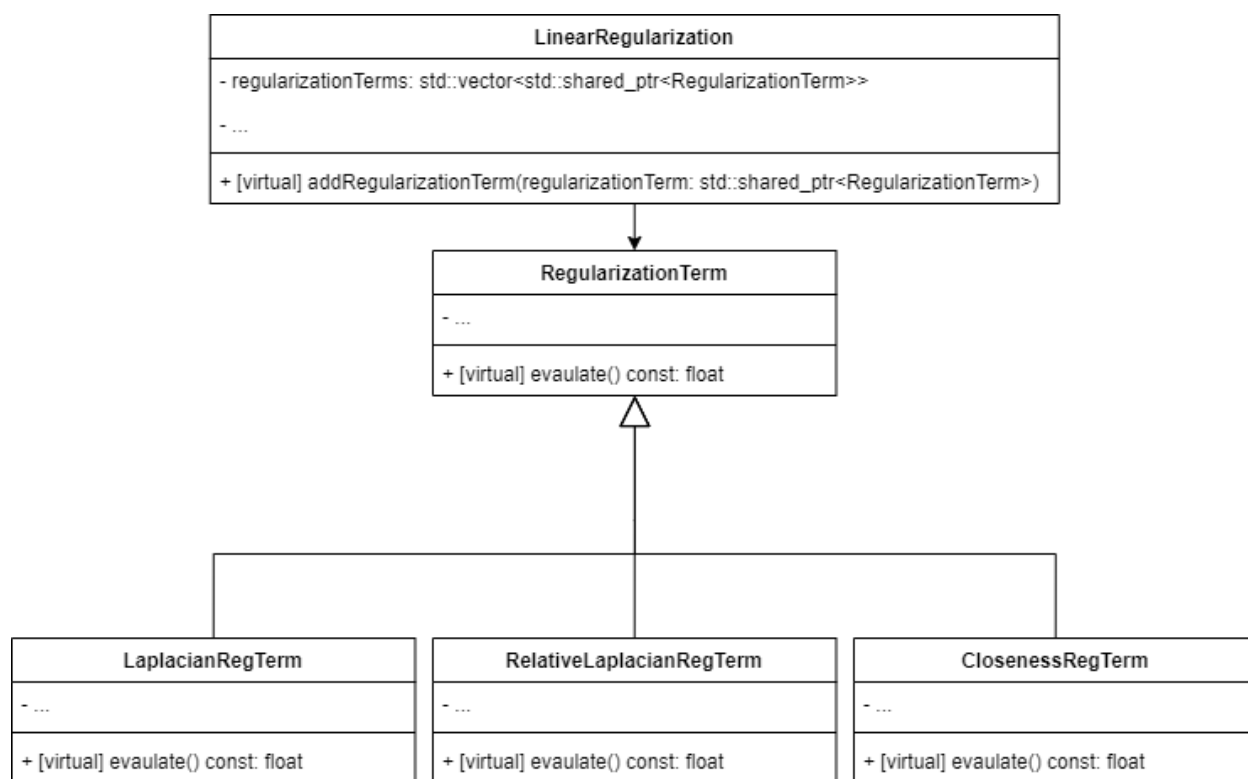 LinearRegularization
- regularizationTerms: std::vector<std::shared_ptr<RegularizationTerm>>
- ...
+ [virtual] addRegularizationTerm(regularizationTerm: std::shared_ptr<RegularizationTerm>)
RegularizationTerm
- ...
+ [virtual] evaulate() const: float
LaplacianRegTerm
- ...
+ [virtual] evaulate() const: float
RelativeLaplacianRegTerm
- ...
+ [virtual] evaulate() const: float
ClosenessRegTerm
- ...
+ [virtual] evaulate() const: float